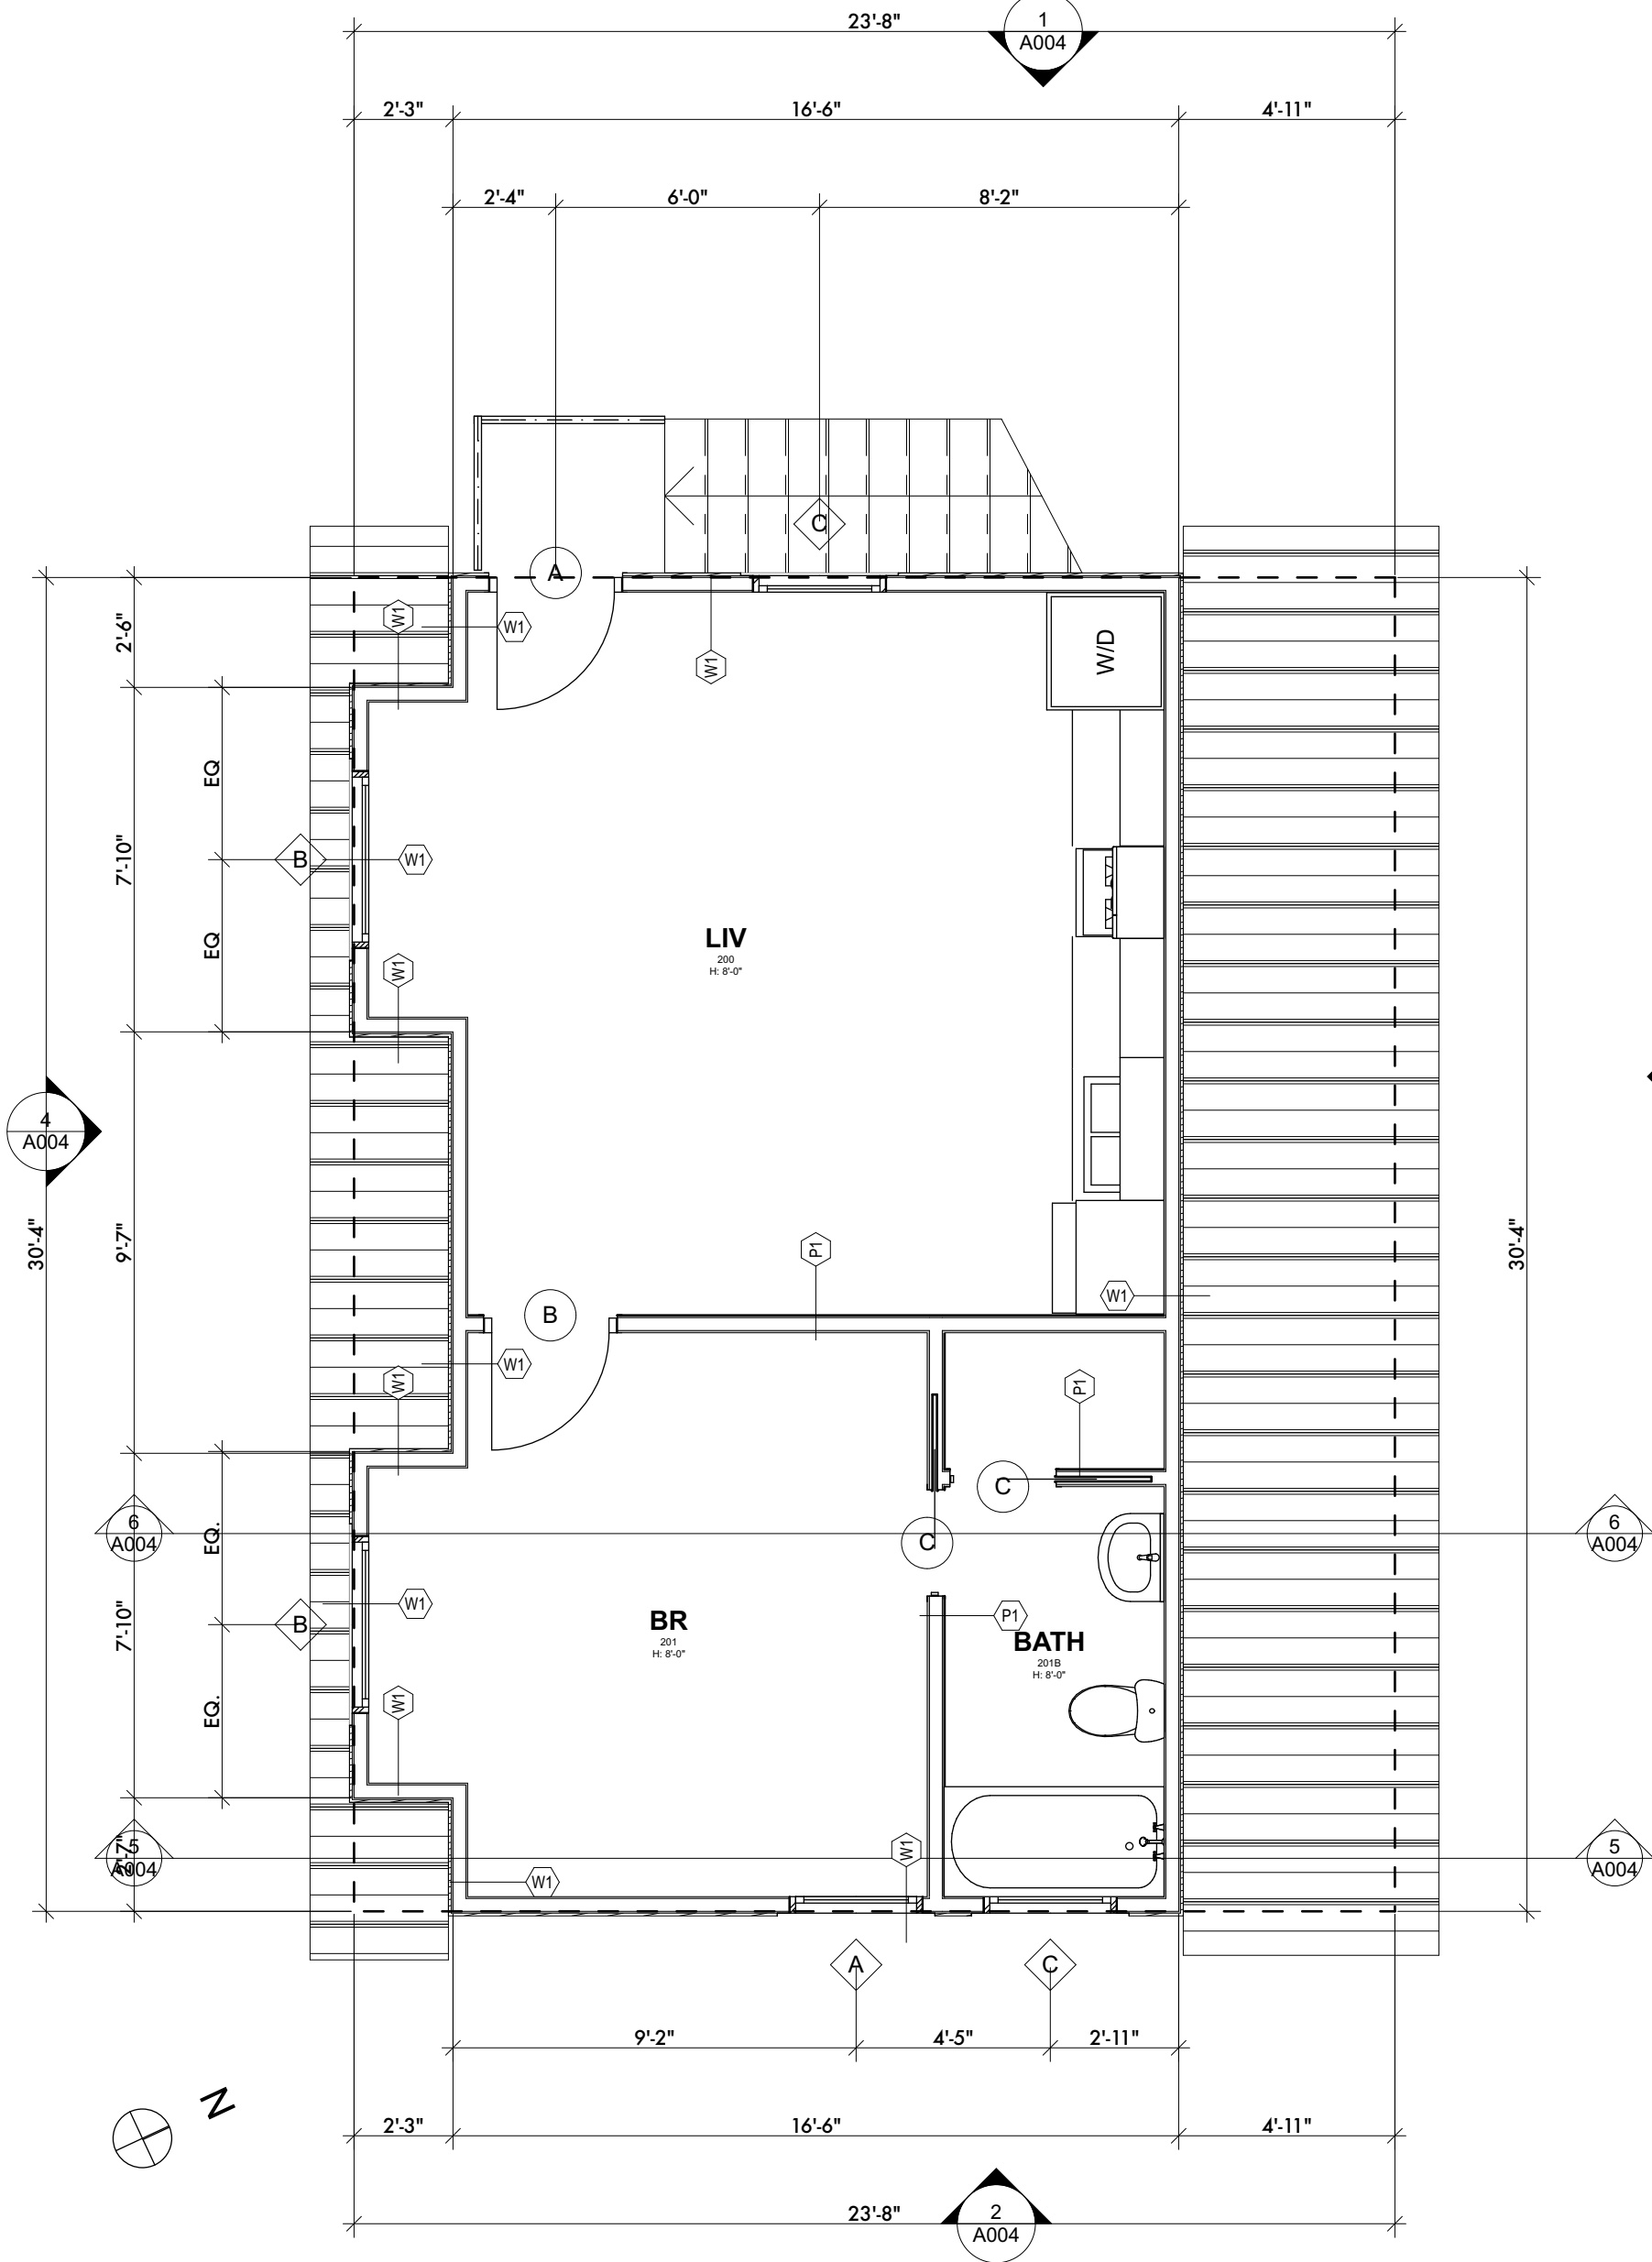 23'-8"
1
A004
2'-3"
16'-6"
4'-11"
2'-4"
6'-0"
8'-2"
C
A
W1
W1
W1
2'-6"
W/D
EQ
7'-10"
B
W1
EQ
LIV
200
H: 8'-0"
W1
4
A004
30'-4"
9'-7"
30'-4"
P1
W1
B
W1
W1
P1
C
C
6
A004
EQ.
6
A004
7'-10"
B
W1
P1
BR
201
H: 8'-0"
BATH
201B
H: 8'-0"
EQ.
W1
2'-7"
5
A004
W1
W1
5
A004
A
C
9'-2"
4'-5"
2'-11"
N
2'-3"
16'-6"
4'-11"
23'-8"
2
A004